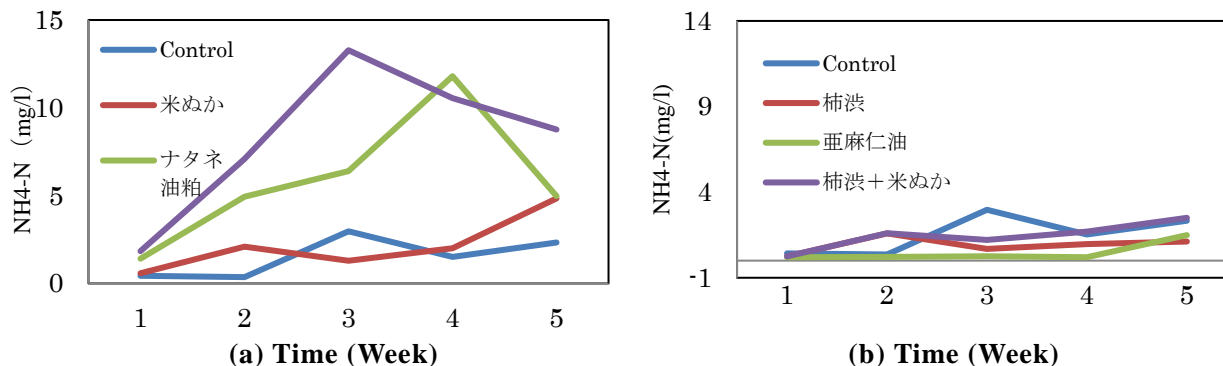 15
10
5
0
NH4-N (mg/l)
Control
米ぬか
ナタネ
油粕
1 2 3 4 5
(a) Time (Week)
14
9
4
-1
NH4-N(mg/l)
Control
柿渋
亜麻仁油
柿渋＋米ぬか
1 2 3 4 5
(b) Time (Week)